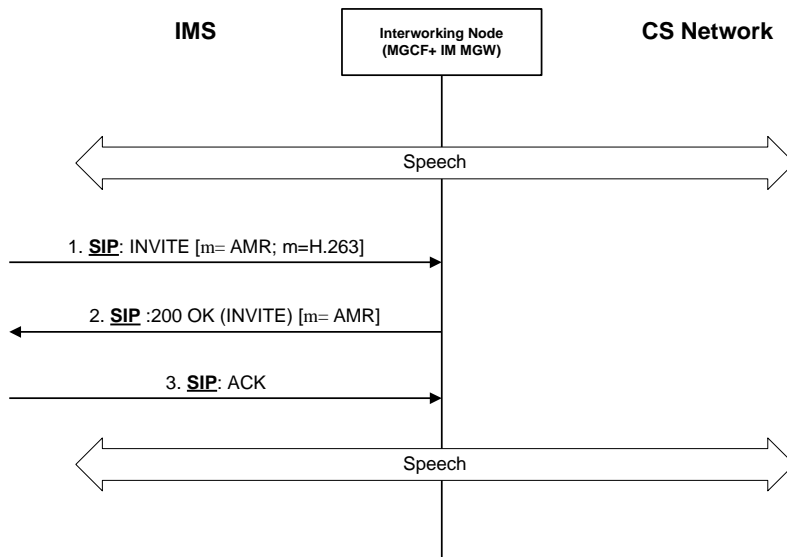 IMS
Interworking Node
(MGCF+ IM MGW)
CS Network
Speech
1. SIP: INVITE [m= AMR; m=H.263]
2. SIP :200 OK (INVITE) [m= AMR]
3. SIP: ACK
Speech